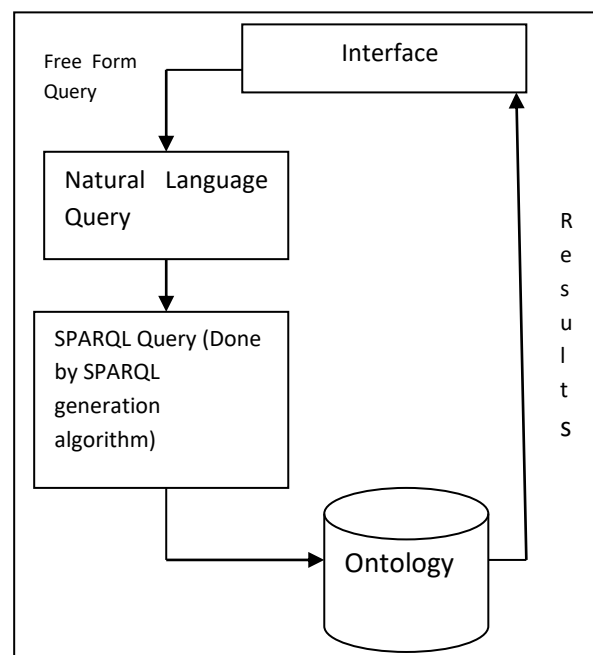 Interface
Free Form
Query
Natural Language
Query
SPARQL Query (Done
by SPARQL
generation
algorithm)
Ontology
R
e
s
u
l
t
s